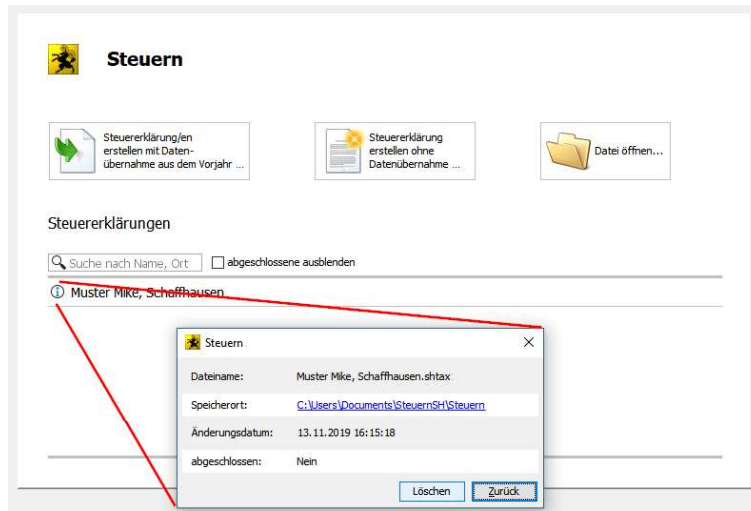 Steuern
Steuererklärung/en
erstellen mit Daten-
übernahme aus dem Vorjahr ...
Steuererklärung
erstellen ohne
Datenübernahme ...
Datei öffnen...
Steuererklärungen
Suche nach Name, Ort
abgeschlossene ausblenden
Muster Mike, Schaffhausen
Steuern
Dateiname: Muster Mike, Schaffhausen.shtax
Speicherort: C:\Users\Documents\SteuernSH\Steuern
Änderungsdatum: 13.11.2019 16:15:18
abgeschlossen: Nein
Löschen Zurück